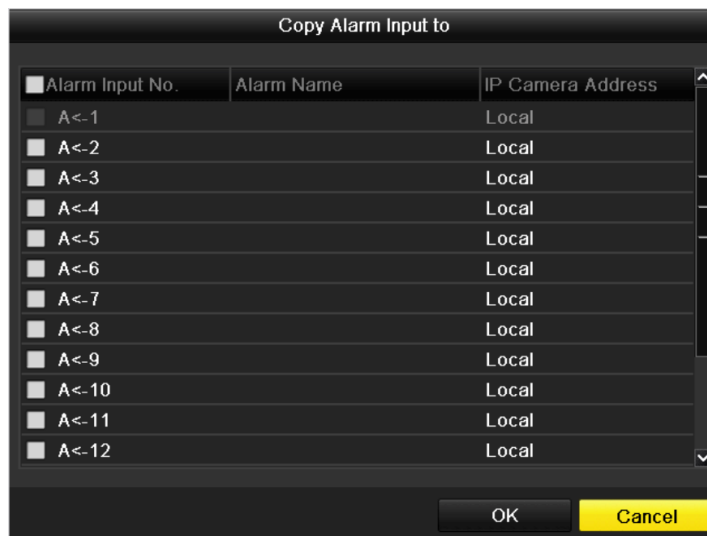 Copy Alarm Input to
Alarm Input No. Alarm Name IP Camera Address
A<-1 Local
A<-2 Local
A<-3 Local
A<-4 Local
A<-5 Local
A<-6 Local
A<-7 Local
A<-8 Local
A<-9 Local
A<-10 Local
A<-11 Local
A<-12 Local
OK Cancel